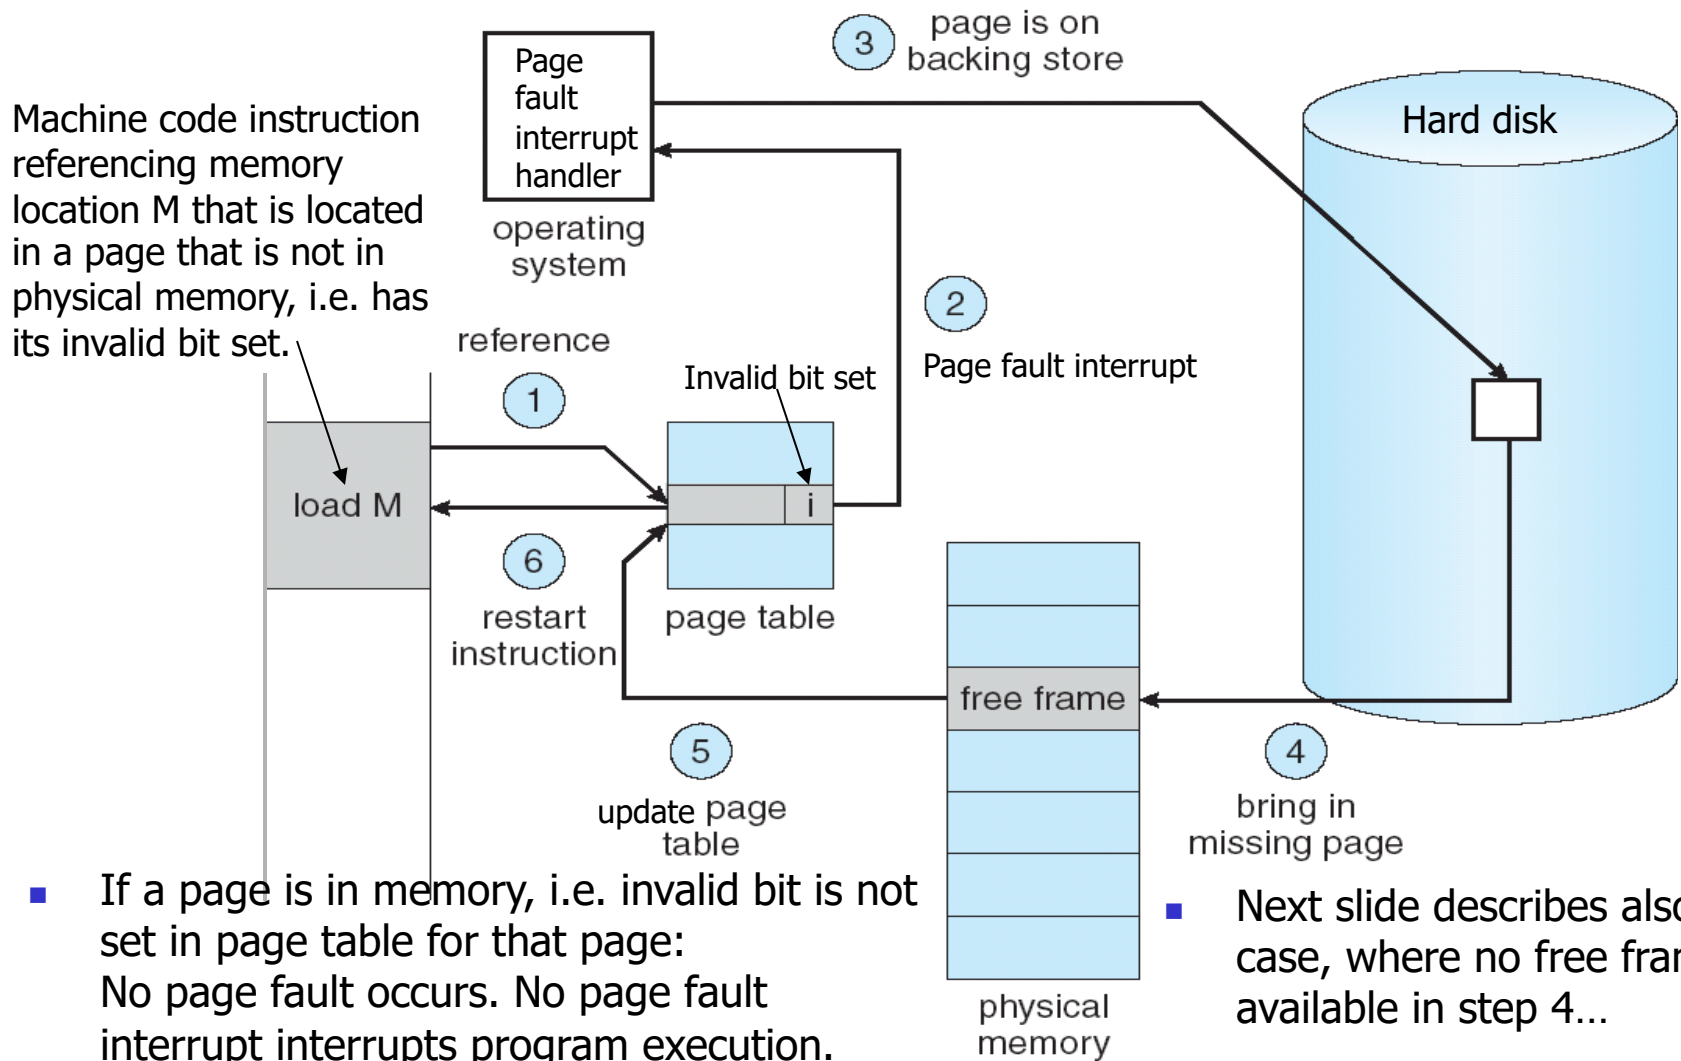 Machine code instruction
referencing memory
location M that is located
in a page that is not in
physical memory, i.e. has
its invalid bit set.
Page
fault
interrupt
handler
operating
system
3
page is on
backing store
Hard disk
2
Page fault interrupt
reference
1
Invalid bit set
load M
i
6
restart
instruction
page table
free frame
5
update page
table
4
bring in
missing page
physical
memory
■ If a page is in memory, i.e. invalid bit is not
set in page table for that page:
No page fault occurs. No page fault
interrupt interrupts program execution.
■ Next slide describes also
case, where no free
available in step 4…